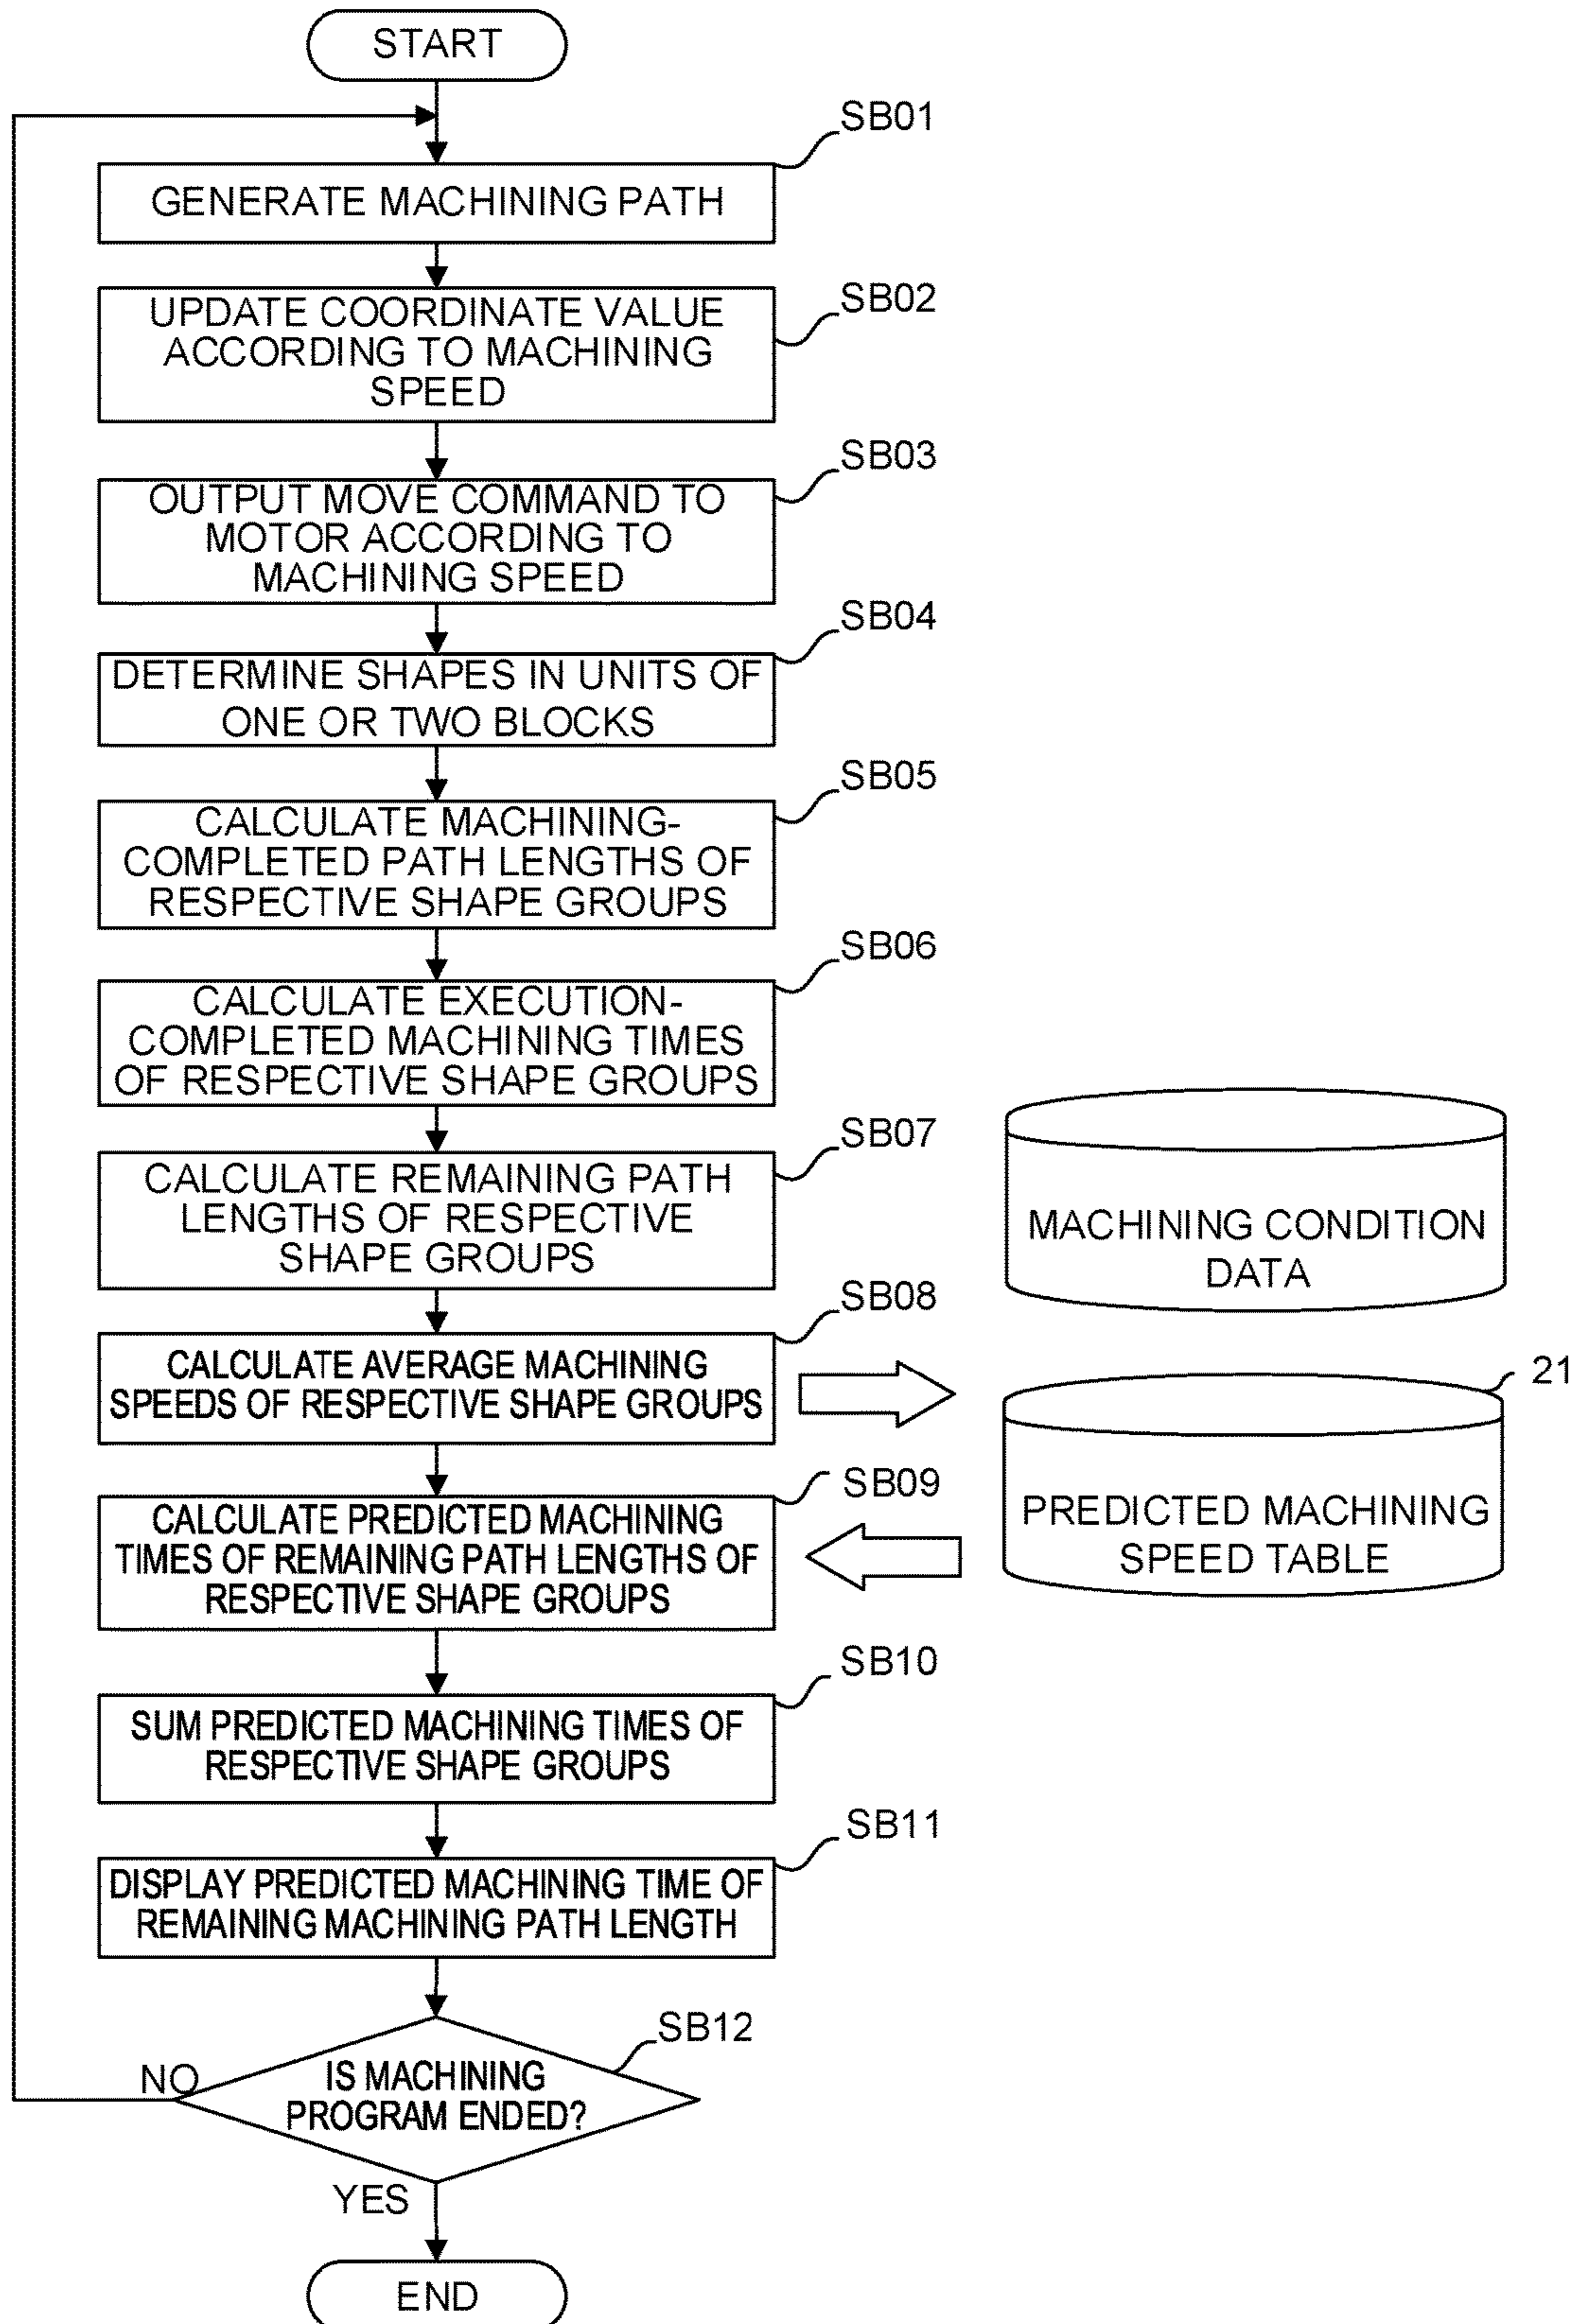 START
SB01
GENERATE MACHINING PATH
SB02
UPDATE COORDINATE VALUE
ACCORDING TO MACHINING
SPEED
SB03
OUTPUT MOVE COMMAND TO
MOTOR ACCORDING TO
MACHINING SPEED
SB04
DETERMINE SHAPES IN UNITS OF
ONE OR TWO BLOCKS
SB05
CALCULATE MACHINING-
COMPLETED PATH LENGTHS OF
RESPECTIVE SHAPE GROUPS
SB06
CALCULATE EXECUTION-
COMPLETED MACHINING TIMES
OF RESPECTIVE SHAPE GROUPS
SB07
CALCULATE REMAINING PATH
LENGTHS OF RESPECTIVE
SHAPE GROUPS
MACHINING CONDITION
DATA
SB08
CALCULATE AVERAGE MACHINING
SPEEDS OF RESPECTIVE SHAPE GROUPS
21
PREDICTED MACHINING
SPEED TABLE
SB09
CALCULATE PREDICTED MACHINING
TIMES OF REMAINING PATH LENGTHS OF
RESPECTIVE SHAPE GROUPS
SB10
SUM PREDICTED MACHINING TIMES OF
RESPECTIVE SHAPE GROUPS
SB11
DISPLAY PREDICTED MACHINING TIME OF
REMAINING MACHINING PATH LENGTH
SB12
NO
IS MACHINING
PROGRAM ENDED?
YES
END